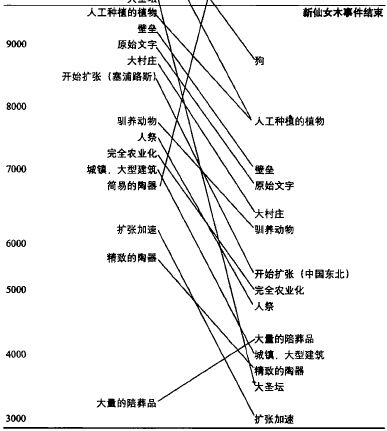 新仙女木事件结束
人工种植的植物
9000
壁垒
原始文字
大村庄
狗
开始扩张（塞浦路斯）
8000
驯养动物
人工种植的植物
人祭
完全农业化
7000
城镇，大型建筑
壁垒
简易的陶器
原始文字
大村庄
扩张加速
驯养动物
6000
精致的陶器
开始扩张（中国东北）
5000
完全农业化
人祭
大量的陪葬品
4000
城镇，大型建筑
精致的陶器
大圣坛
大量的陪葬品
3000
扩张加速